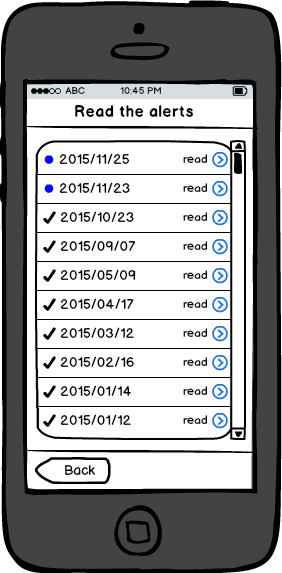 ABC 10:45 PM
Read the alerts
2015/11/25 read
2015/11/23 read
2015/10/23 read
2015/09/07 read
2015/05/09 read
2015/04/17 read
2015/03/12 read
2015/02/16 read
2015/01/14 read
2015/01/12 read
Back